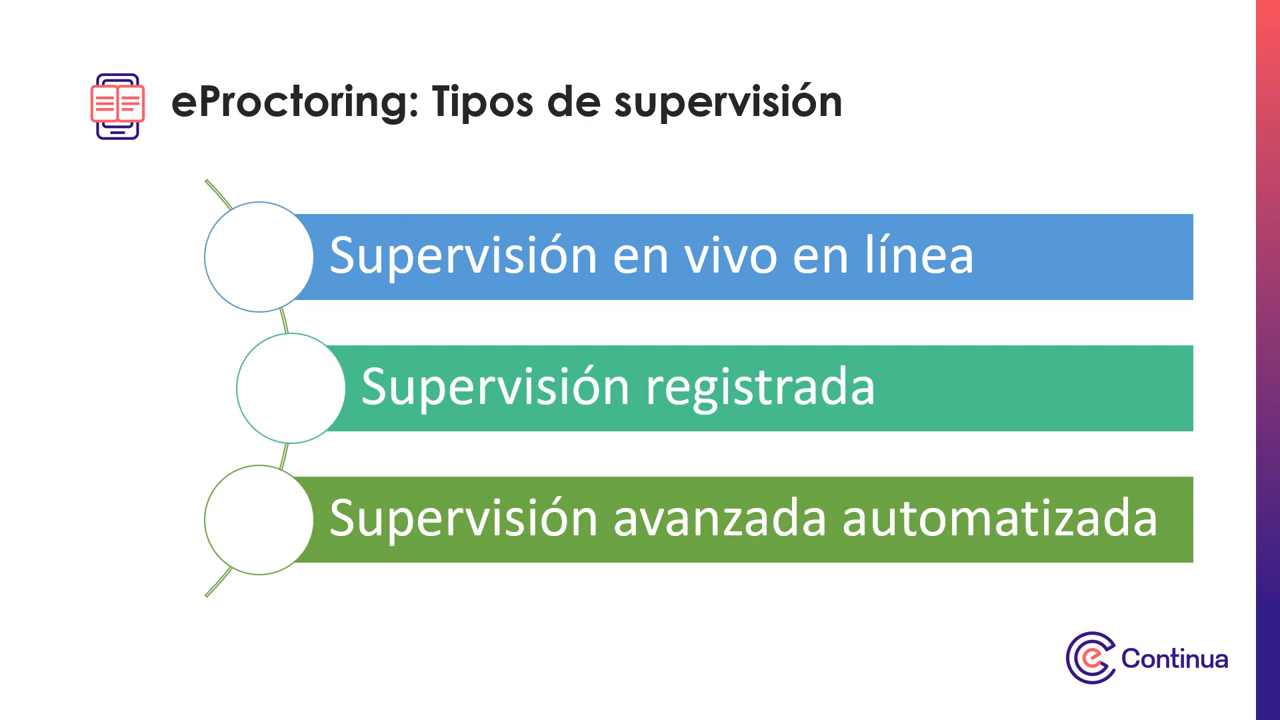 eProctoring: Tipos de supervisión
Supervisión en vivo en línea
Supervisión registrada
Supervisión avanzada automatizada
e Continua